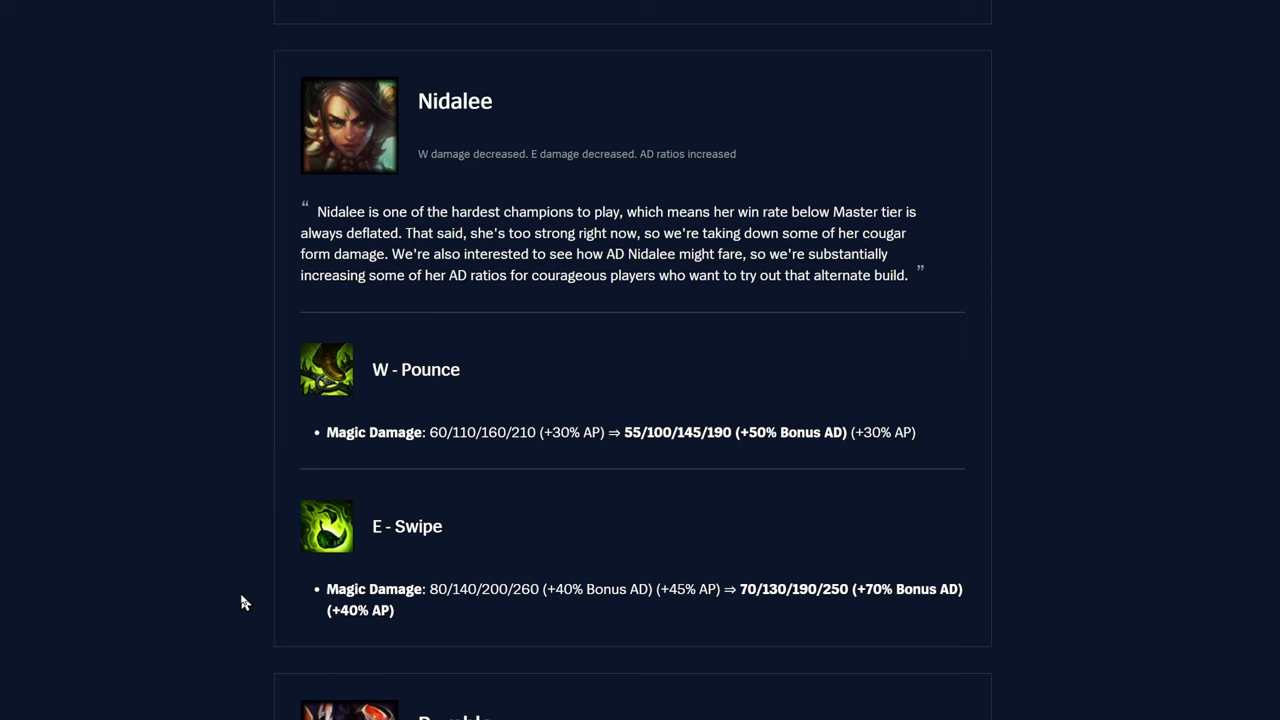 Nidalee
W damage decreased. E damage decreased. AD ratios increased
“ Nidalee is one of the hardest champions to play, which means her win rate below Master tier is
always deflated. That said, she's too strong right now, so we're taking down some of her cougar
form damage. We're also interested to see how AD Nidalee might fare, so we're substantially
increasing some of her AD ratios for courageous players who want to try out that alternate build. ”
W - Pounce
• Magic Damage: 60/110/160/210 (+30% AP) ⇒ 55/100/145/190 (+50% Bonus AD) (+30% AP)
E - Swipe
• Magic Damage: 80/140/200/260 (+40% Bonus AD) (+45% AP) ⇒ 70/130/190/250 (+70% Bonus AD)
(+40% AP)